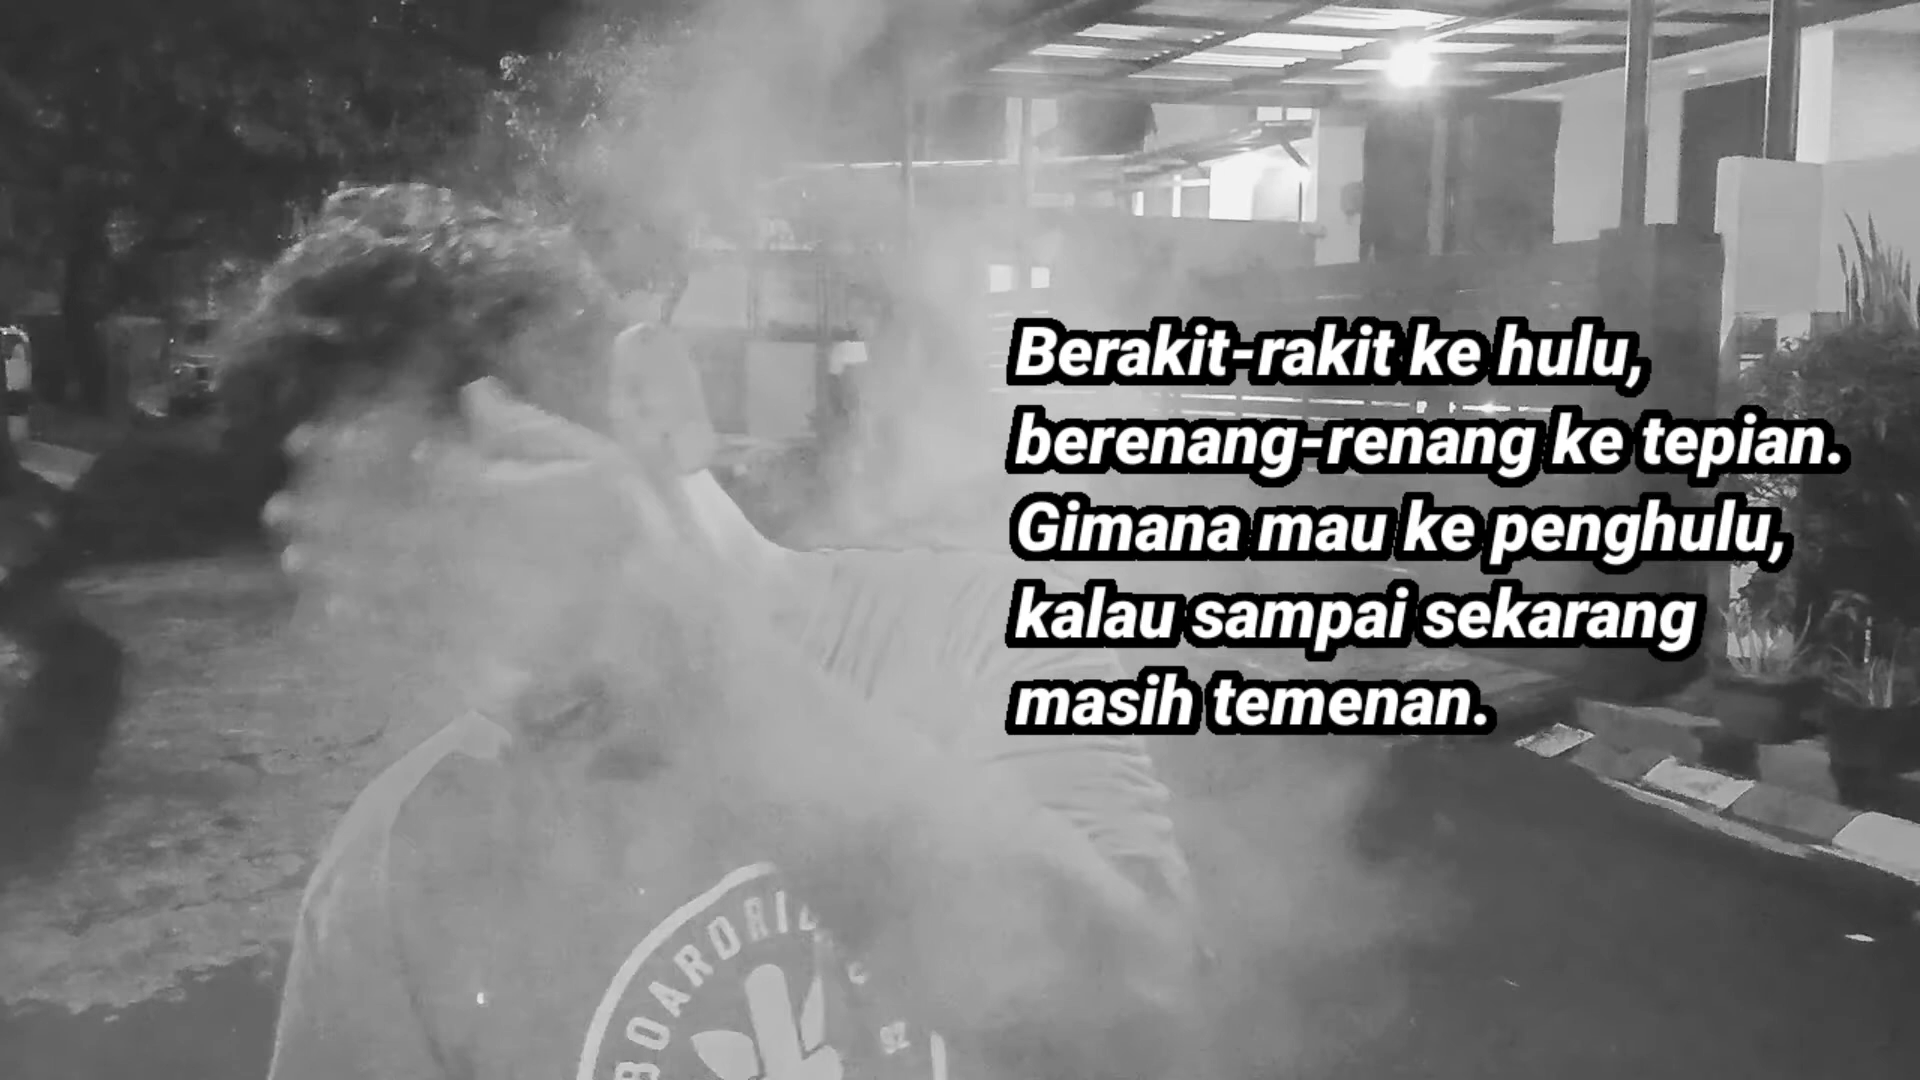 Berakit-rakit ke hulu,
berenang-renang ke tepian.
Gimana mau ke penghulu,
kalau sampai sekarang
masih temenan.